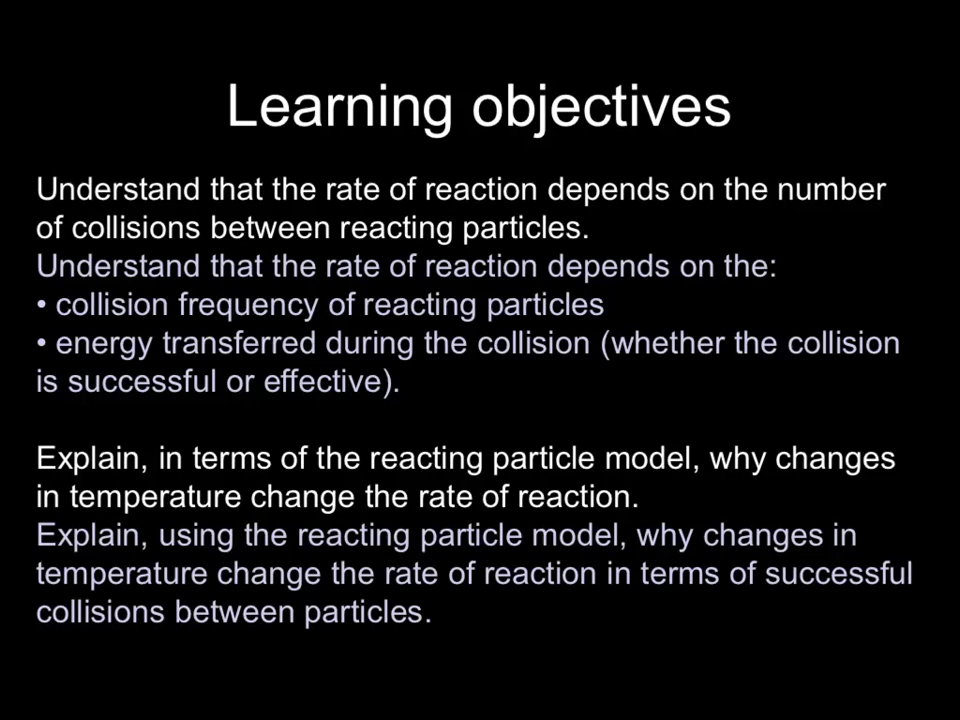 Learning objectives
Understand that the rate of reaction depends on the number
of collisions between reacting particles.
Understand that the rate of reaction depends on the:
• collision frequency of reacting particles
• energy transferred during the collision (whether the collision
is successful or effective).
Explain, in terms of the reacting particle model, why changes
in temperature change the rate of reaction.
Explain, using the reacting particle model, why changes in
temperature change the rate of reaction in terms of successful
collisions between particles.